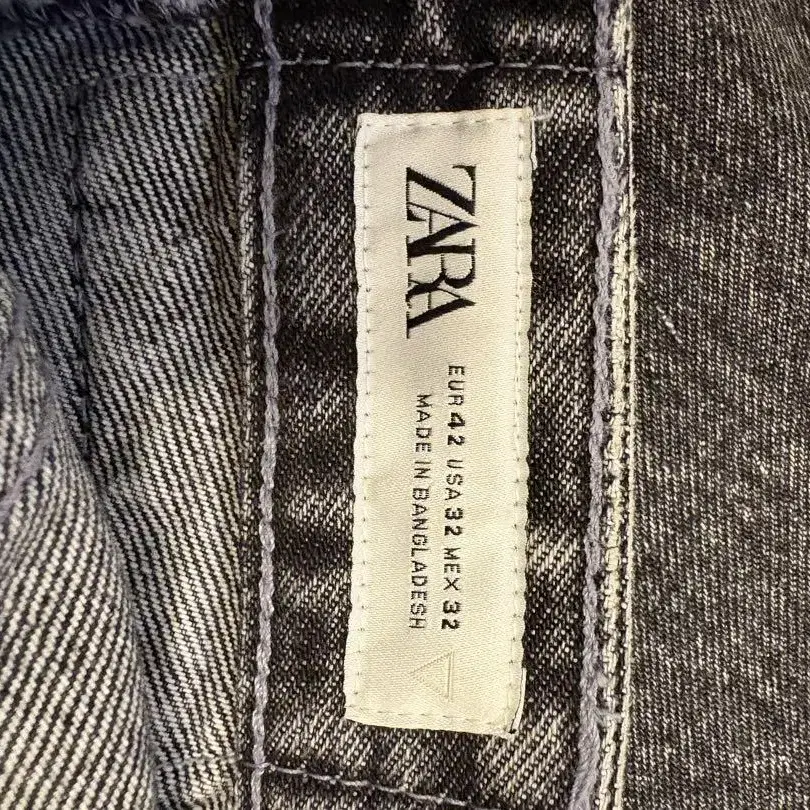 ZARA
EUR 42 USA 32 MEX 32
MADE IN BANGLADESH